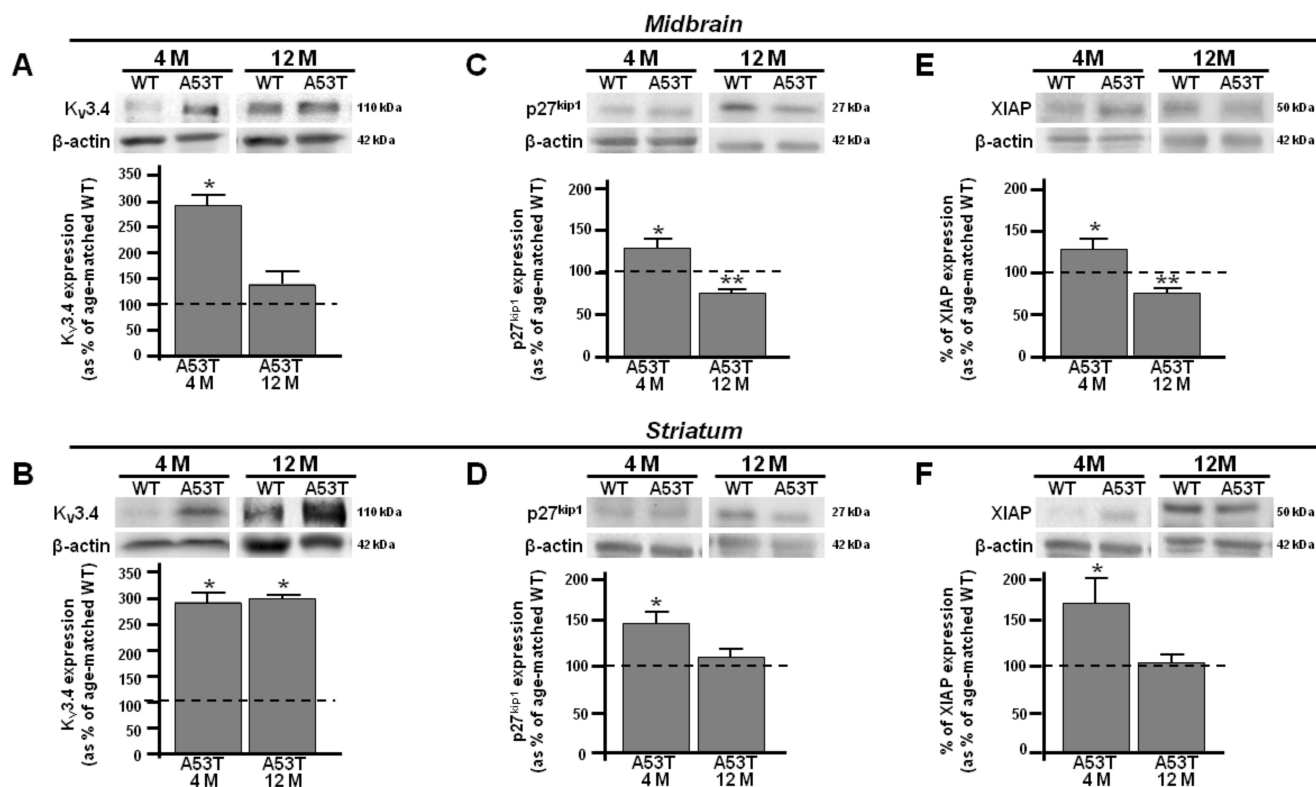 Midbrain
A
4 M 12 M
WT A53T WT A53T
Kv3.4 110 kDa
β-actin 42 kDa
Kv3.4 expression
(as % of age-matched WT)
350
300
250
200
150
100
50
0
*
A53T A53T
4 M 12 M
C
4 M 12 M
WT A53T WT A53T
p27kip1 27 kDa
β-actin 42 kDa
p27kip1 expression
(as % of age-matched WT)
200
150
100
50
0
*
**
A53T A53T
4 M 12 M
E
4M 12M
WT A53T WT A53T
XIAP 50 kDa
β-actin 42 kDa
% of XIAP expression
(as % of age-matched WT)
200
150
100
50
0
*
**
A53T A53T
4 M 12 M
Striatum
B
4 M 12 M
WT A53T WT A53T
Kv3.4 110 kDa
β-actin 42 kDa
Kv3.4 expression
(as % of age-matched WT)
350
300
250
200
150
100
50
0
* *
A53T A53T
4 M 12 M
D
4 M 12 M
WT A53T WT A53T
p27kip1 27 kDa
β-actin 42 kDa
p27kip1 expression
(as % of age-matched WT)
200
150
100
50
0
*
A53T A53T
4 M 12 M
F
4M 12M
WT A53T WT A53T
XIAP 50 kDa
β-actin 42 kDa
% of XIAP expression
(as % of age-matched WT)
200
150
100
50
0
*
A53T A53T
4 M 12 M